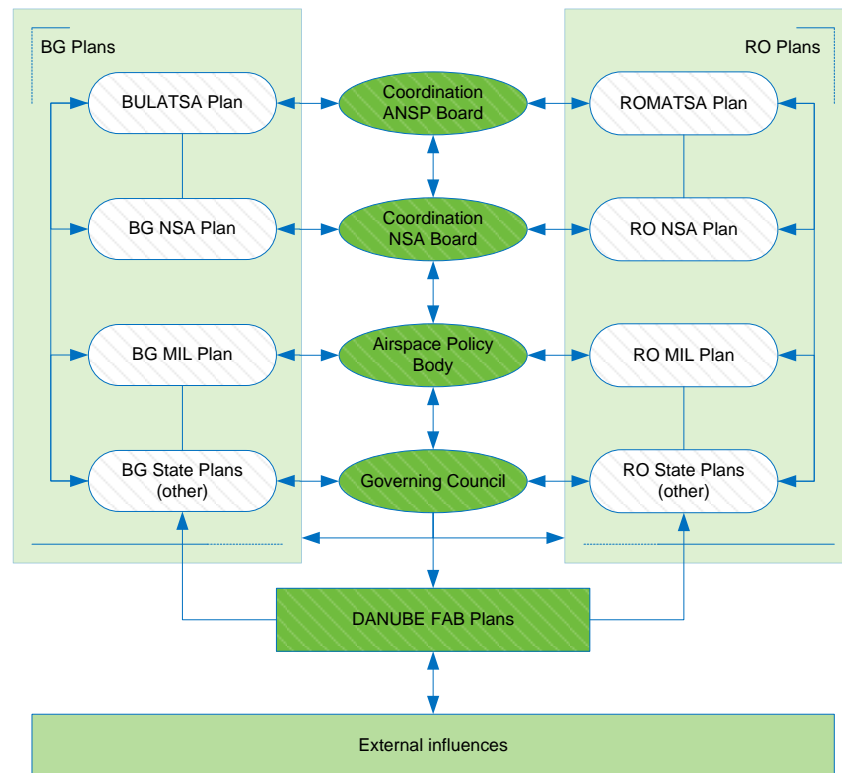 BG Plans
RO Plans
BULATSA Plan
Coordination
ANSP Board
ROMATSA Plan
BG NSA Plan
Coordination
NSA Board
RO NSA Plan
BG MIL Plan
Airspace Policy
Body
RO MIL Plan
BG State Plans
(other)
Governing Council
RO State Plans
(other)
DANUBE FAB Plans
External influences